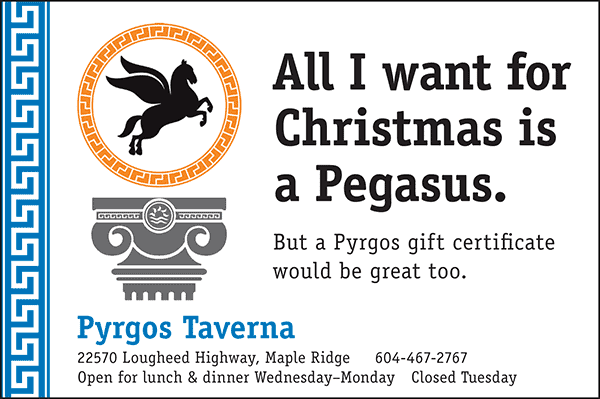 All I want for
Christmas is
a Pegasus.
But a Pyrgos gift certificate
would be great too.
Pyrgos Taverna
22570 Lougheed Highway, Maple Ridge 604-467-2767
Open for lunch & dinner Wednesday–Monday Closed Tuesday